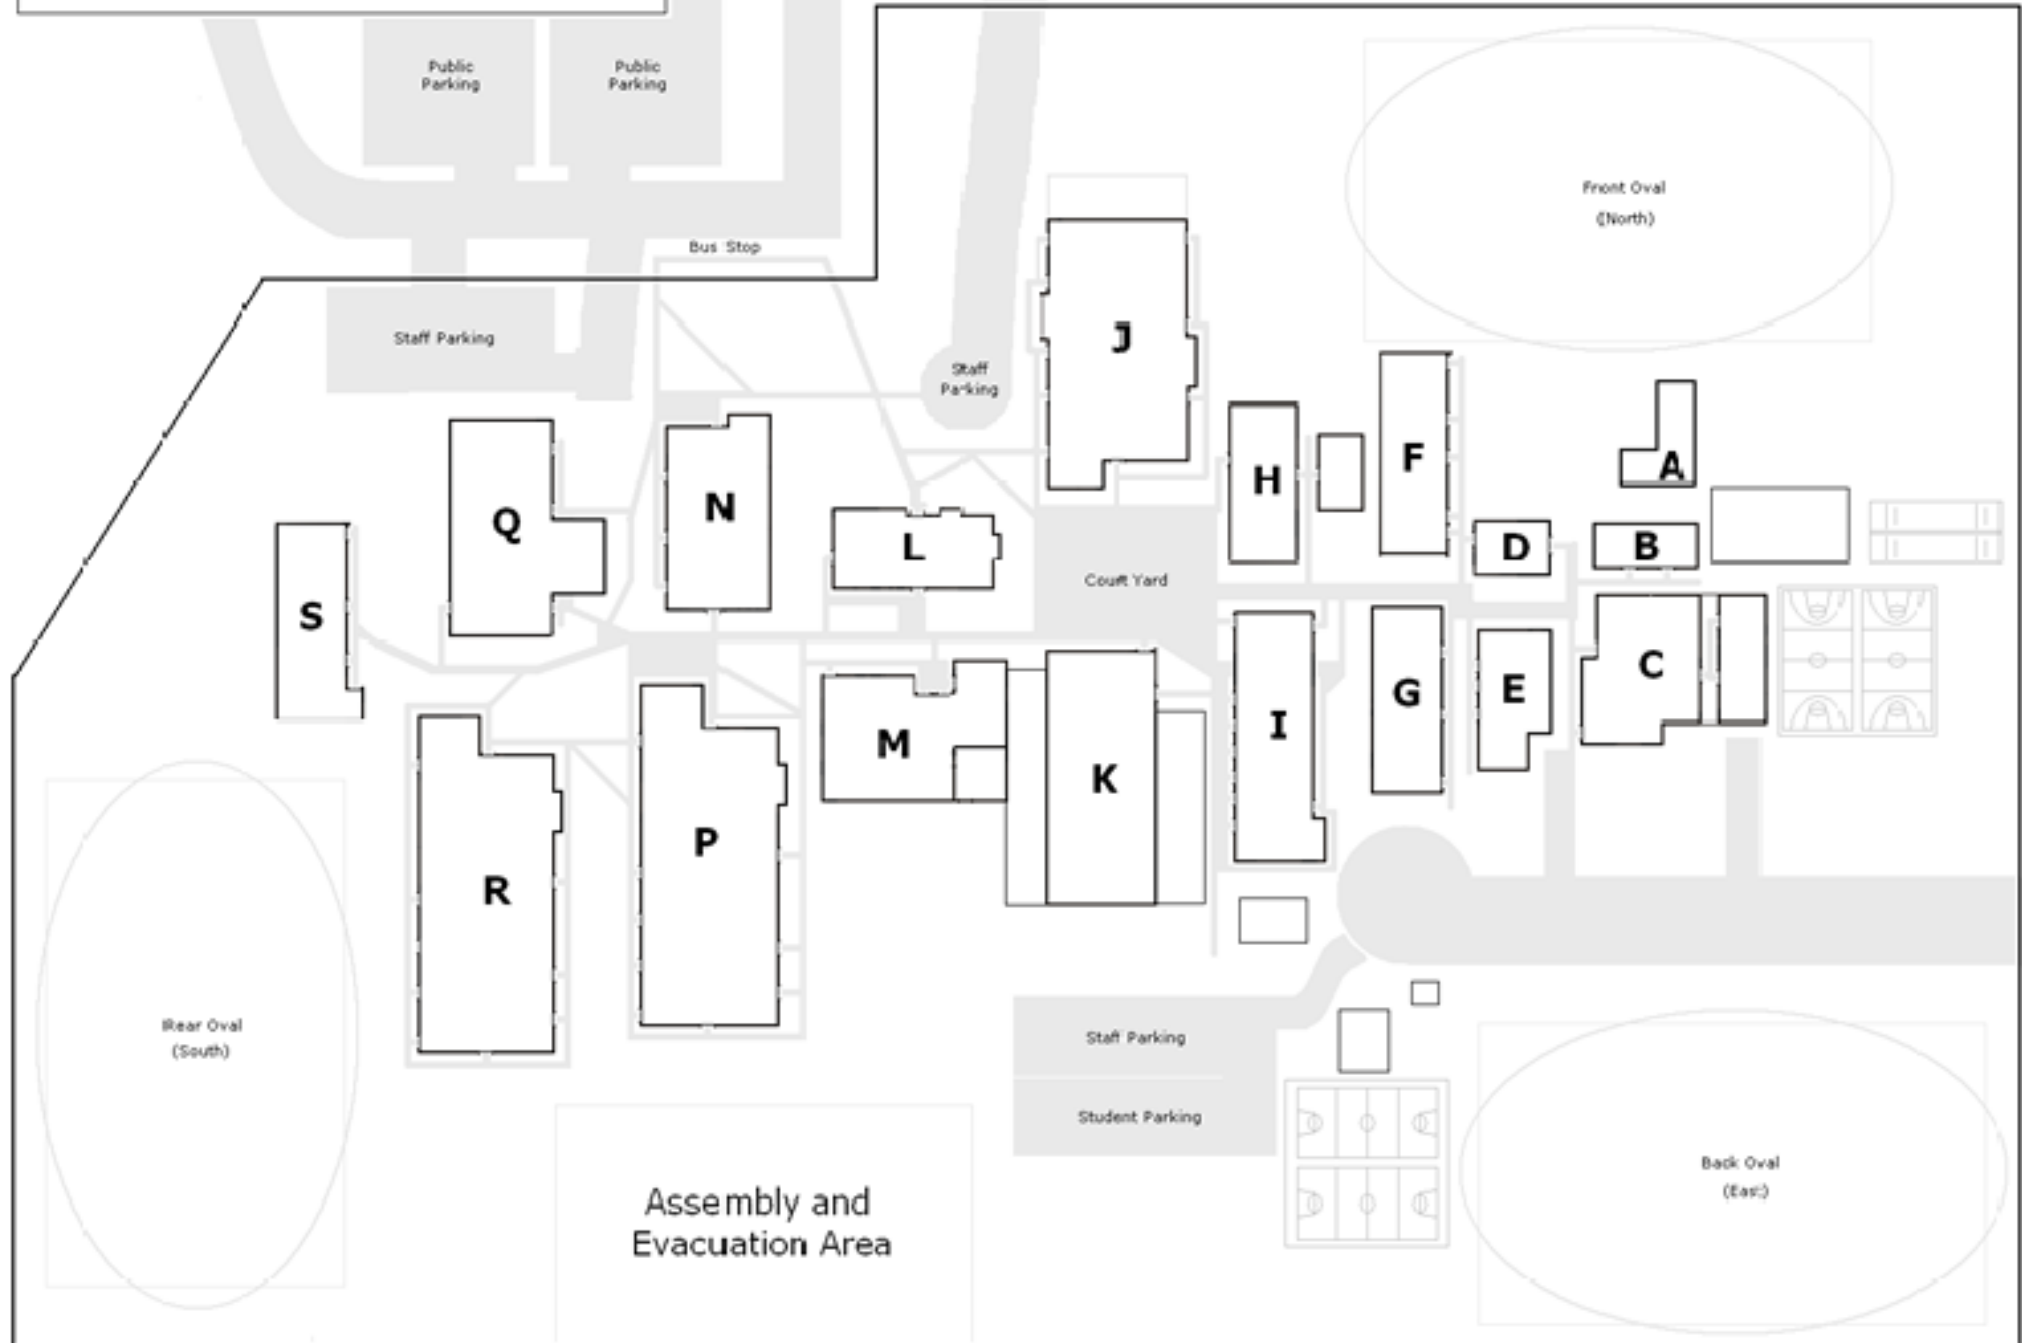 Public
Parking
Public
Parking
Front Oval
(North)
Bus Stop
Staff Parking
Staff
Parking
J
H
F
A
Q
N
L
D
B
Court Yard
S
M
K
I
G
E
C
P
R
Rear Oval
(South)
Staff Parking
Student Parking
Back Oval
(East)
Assembly and
Evacuation Area